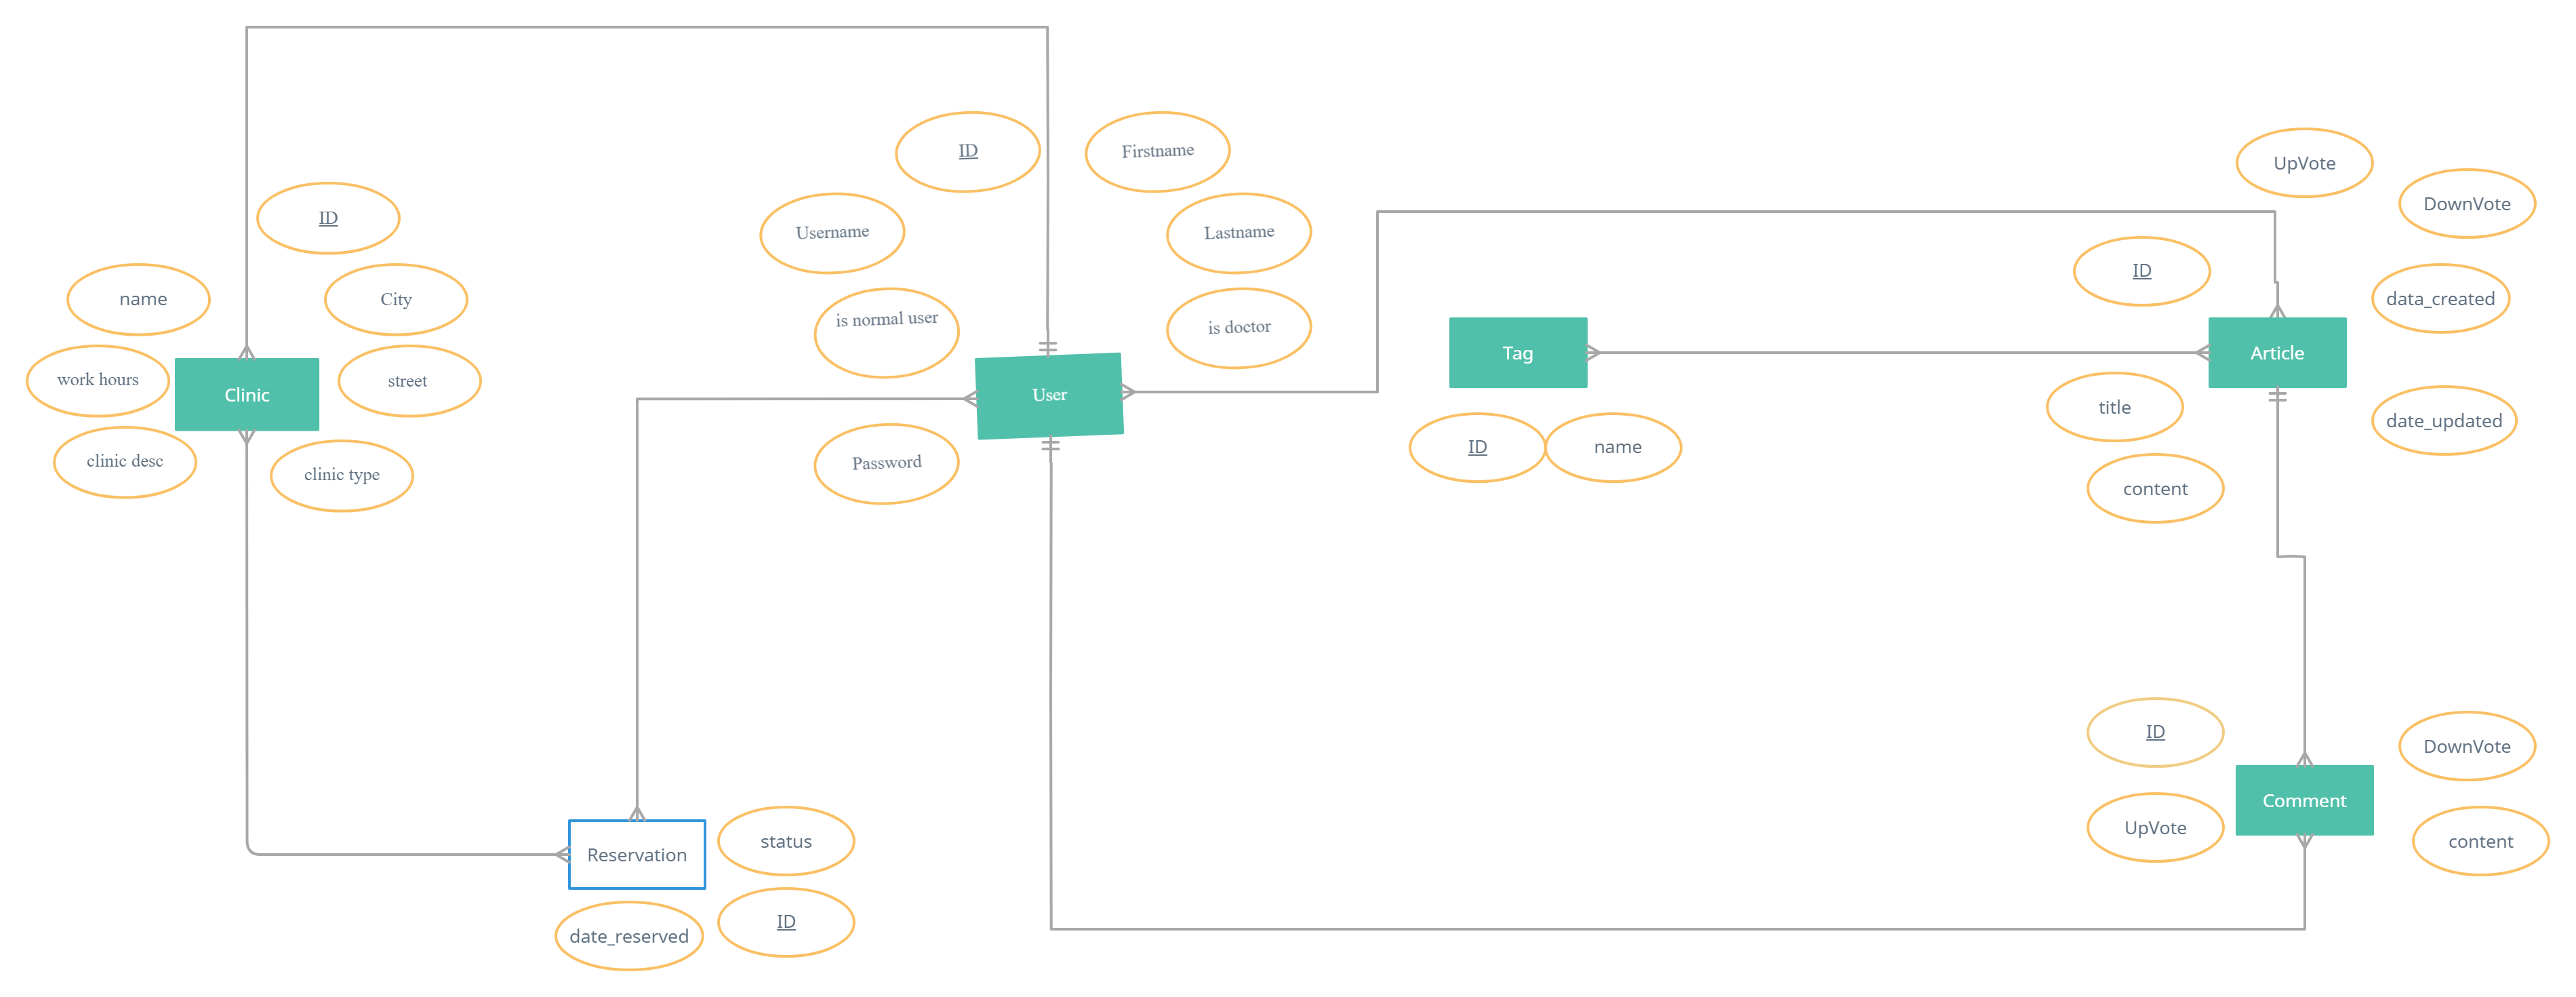 ID
name
City
work hours
Clinic
street
clinic desc
clinic type
ID
Firstname
Username
Lastname
is normal user
is doctor
User
Password
UpVote
DownVote
ID
data_created
Tag
Article
title
date_updated
ID
name
content
ID
DownVote
Comment
UpVote
content
status
Reservation
ID
date_reserved